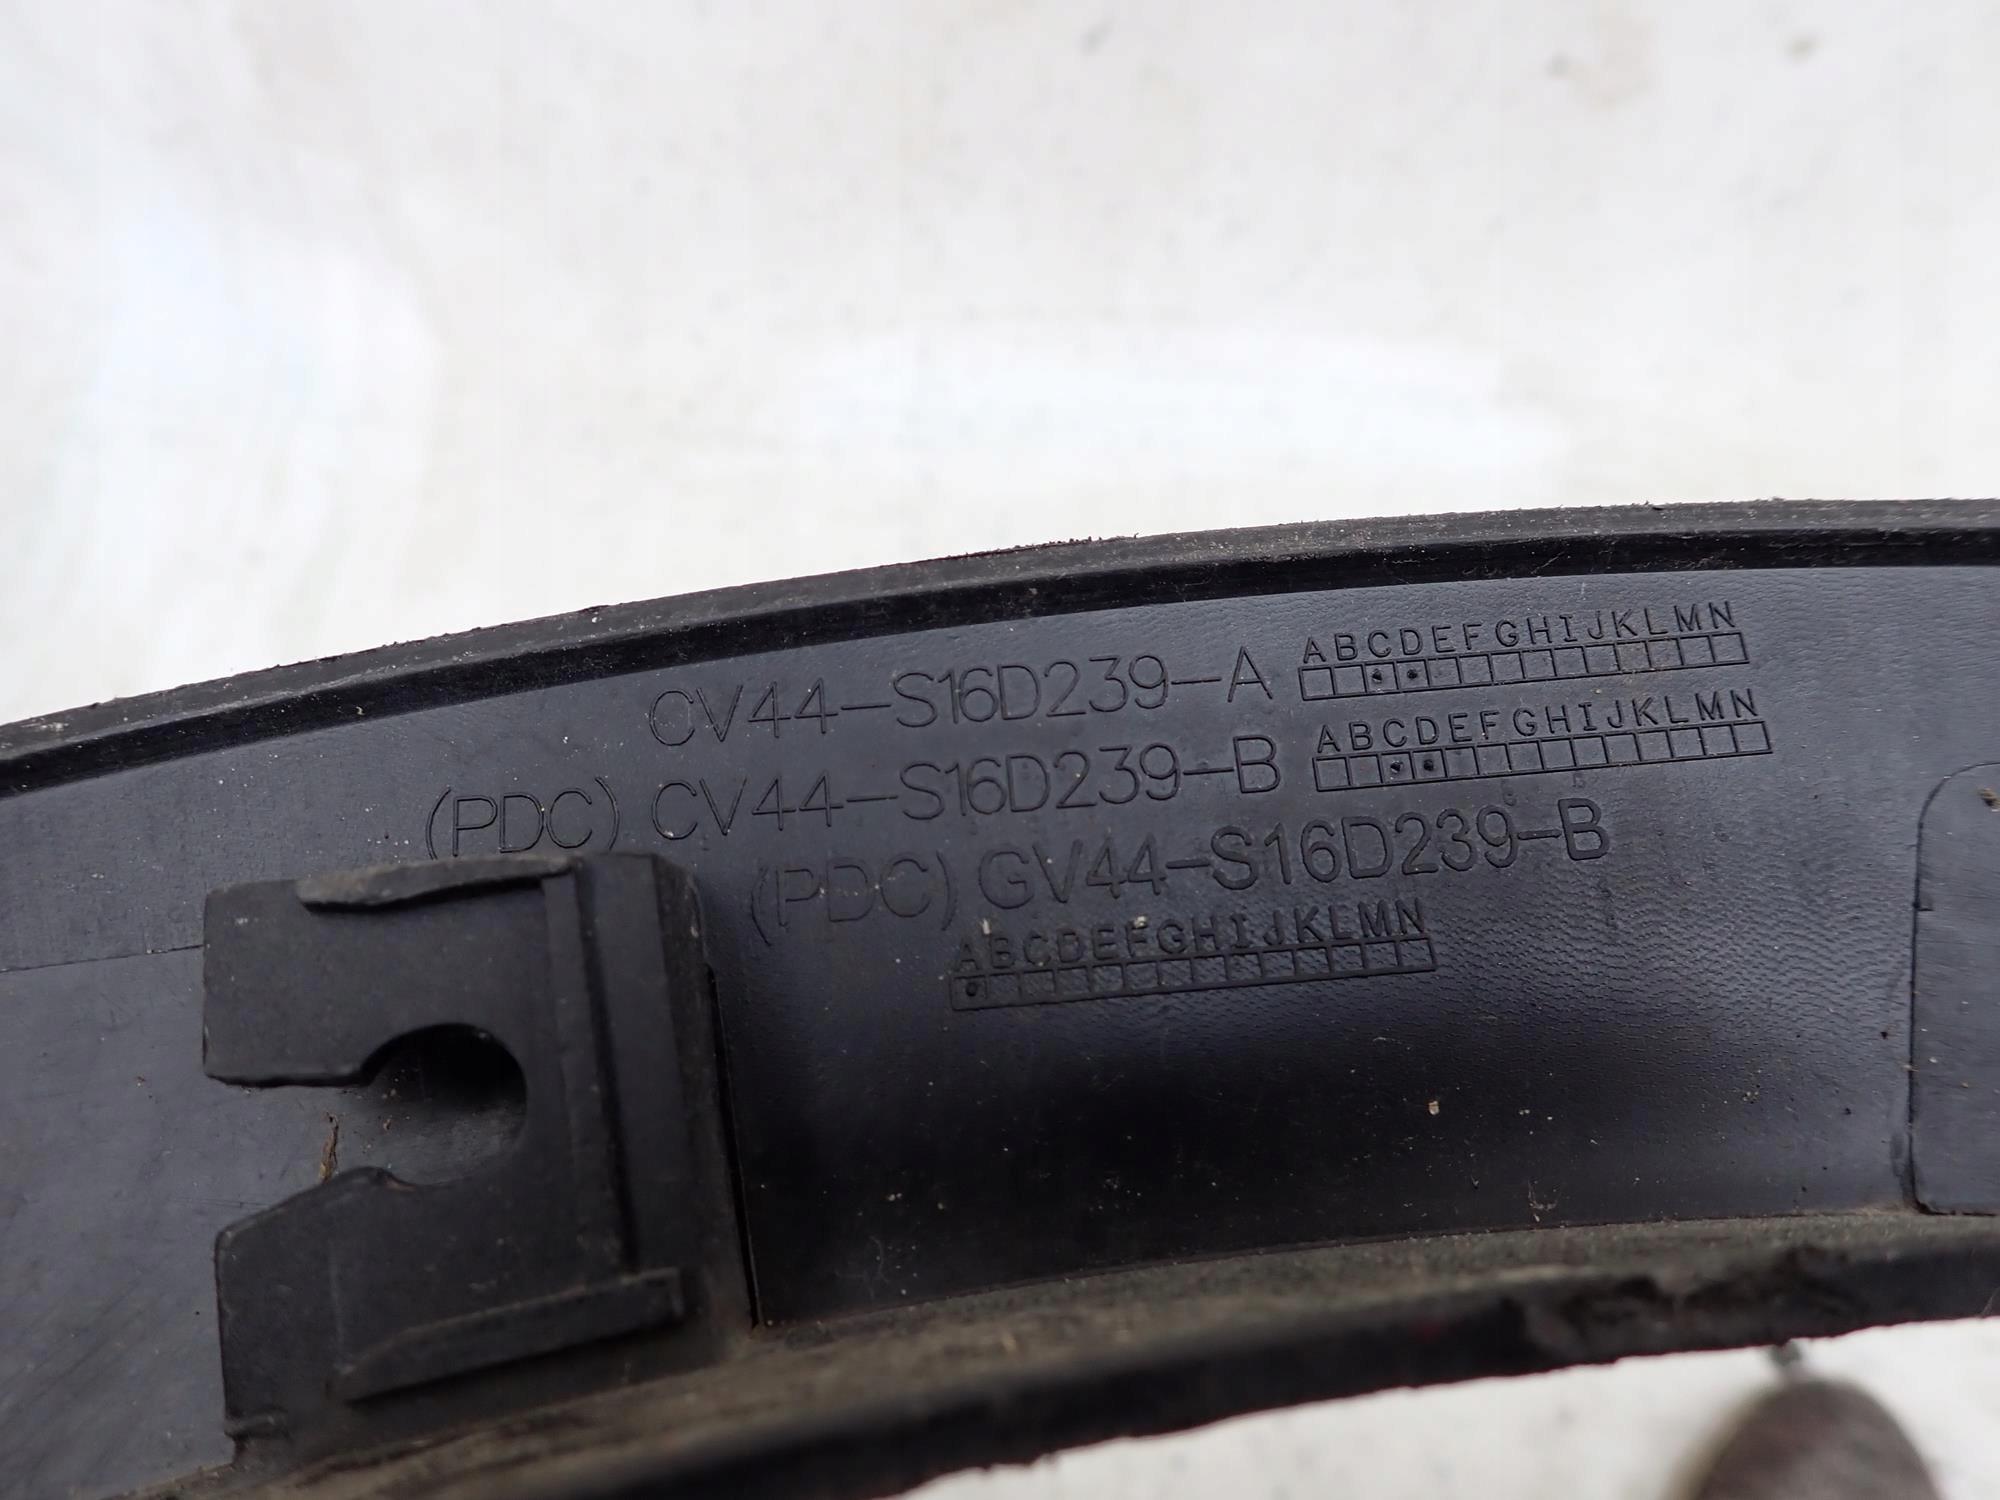 ABCDEFGHIJKLMN
CV44-S16D239-A
ABCDEFGHIJKLMN
(PDC) CV44-S16D239-B
(PDC) GV44-S16D239-B
ABCDEFGHIJKLMN